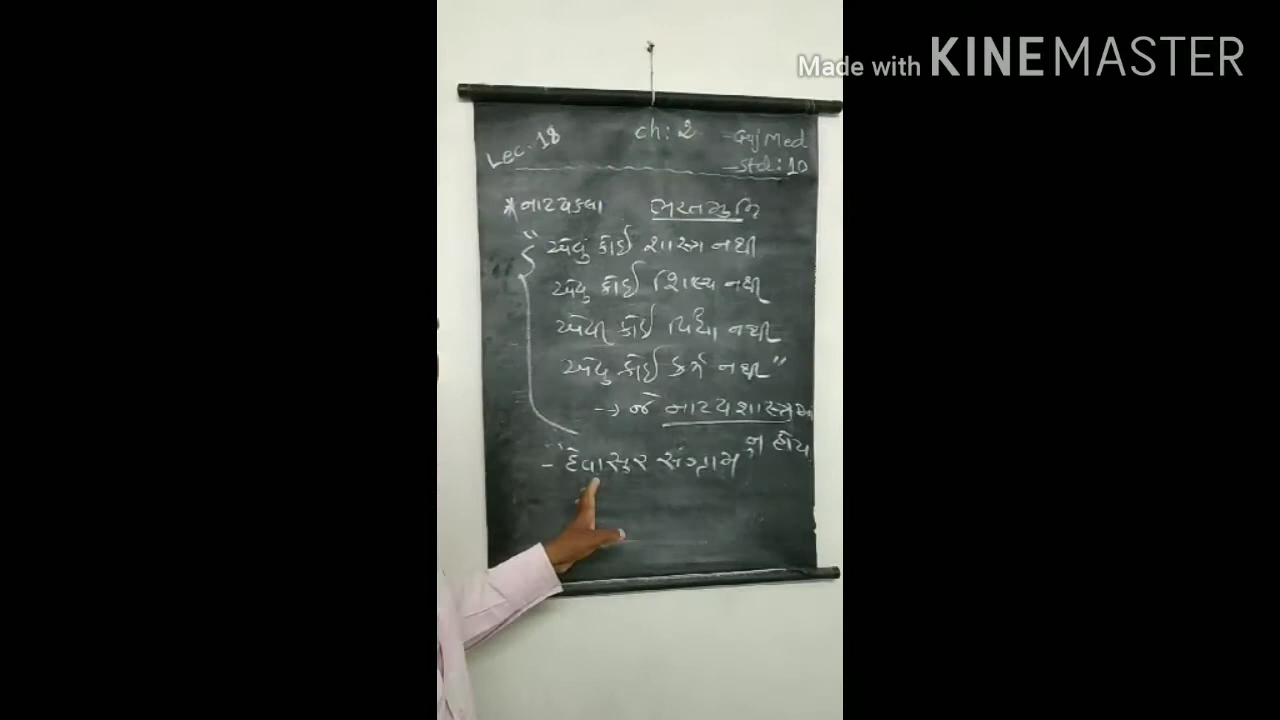 Made with KINEMASTER
Lec. 18
ch: 2
- Guj Med
- Std: 10
* નાટયકલા ભરતમુનિ
"એવું કોઈ શાસ્ત્ર નથી
એવુ કોઈ શિલ્પ નથી
એવી કોઈ વિદ્યા નથી
એવુ કોઈ કર્મ નથી"
→ જે નાટયશાસ્ત્રમાં
ન હોય
- "દેવાસુર સંગ્રામ"